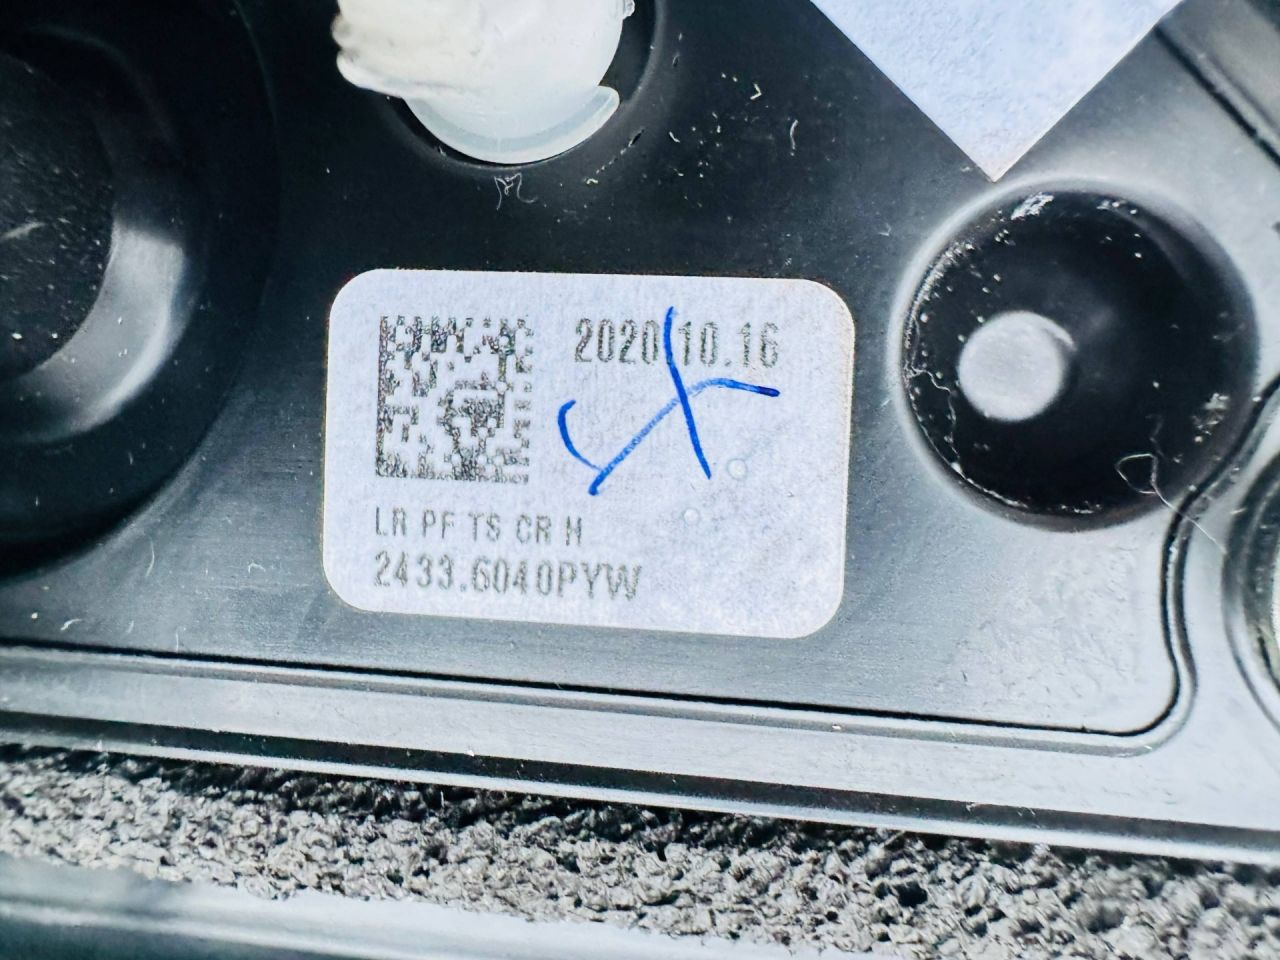 2020.10.16
LR PF TS CR H
2433.6040PYW